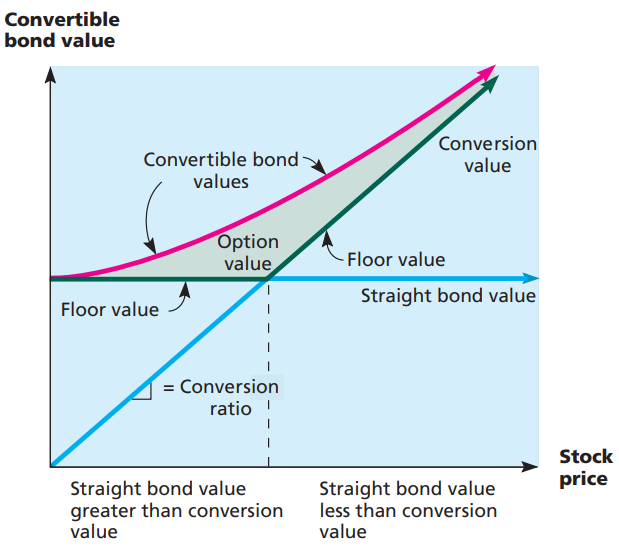 Convertible
bond value
Convertible bond
values
Conversion
value
Option
value
Floor value
Straight bond value
Floor value
= Conversion
ratio
Stock
price
Straight bond value
greater than conversion
value
Straight bond value
less than conversion
value